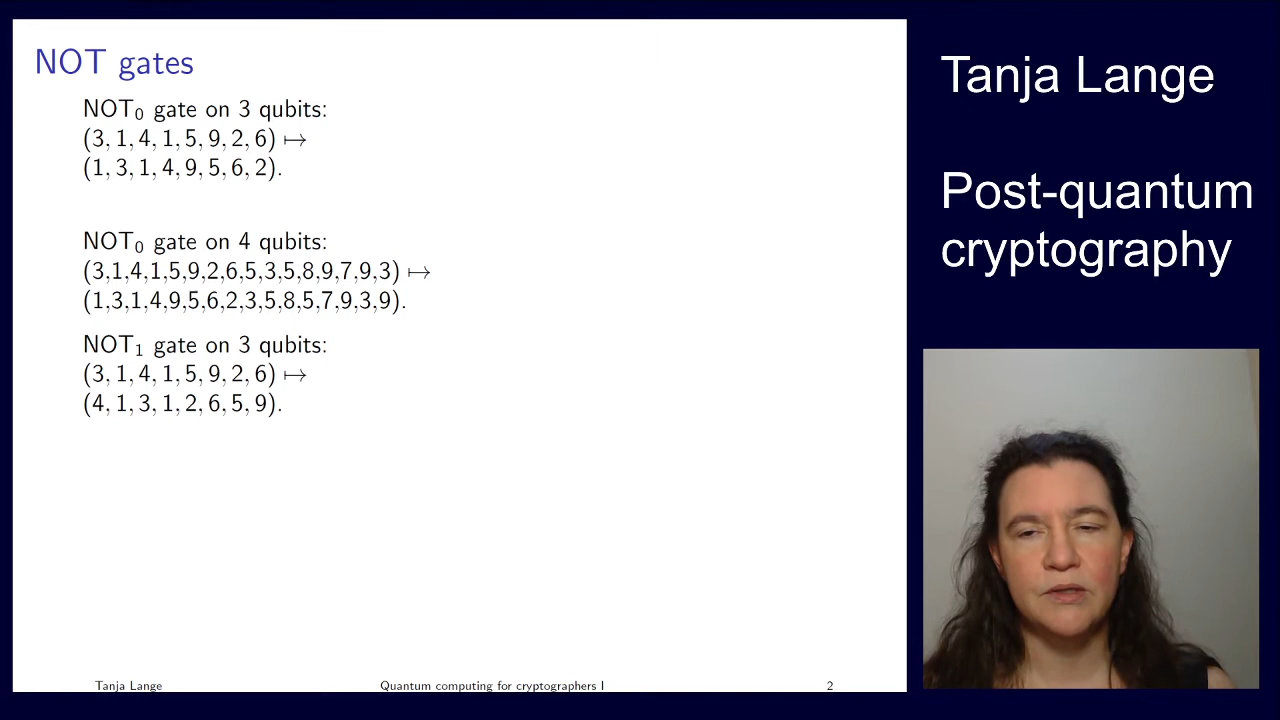 NOT gates
NOT₀ gate on 3 qubits:
(3, 1, 4, 1, 5, 9, 2, 6) ↦
(1, 3, 1, 4, 9, 5, 6, 2).
NOT₀ gate on 4 qubits:
(3,1,4,1,5,9,2,6,5,3,5,8,9,7,9,3) ↦
(1,3,1,4,9,5,6,2,3,5,8,5,7,9,3,9).
NOT₁ gate on 3 qubits:
(3, 1, 4, 1, 5, 9, 2, 6) ↦
(4, 1, 3, 1, 2, 6, 5, 9).
Tanja Lange
Quantum computing for cryptographers I
2
Tanja Lange
Post-quantum
cryptography